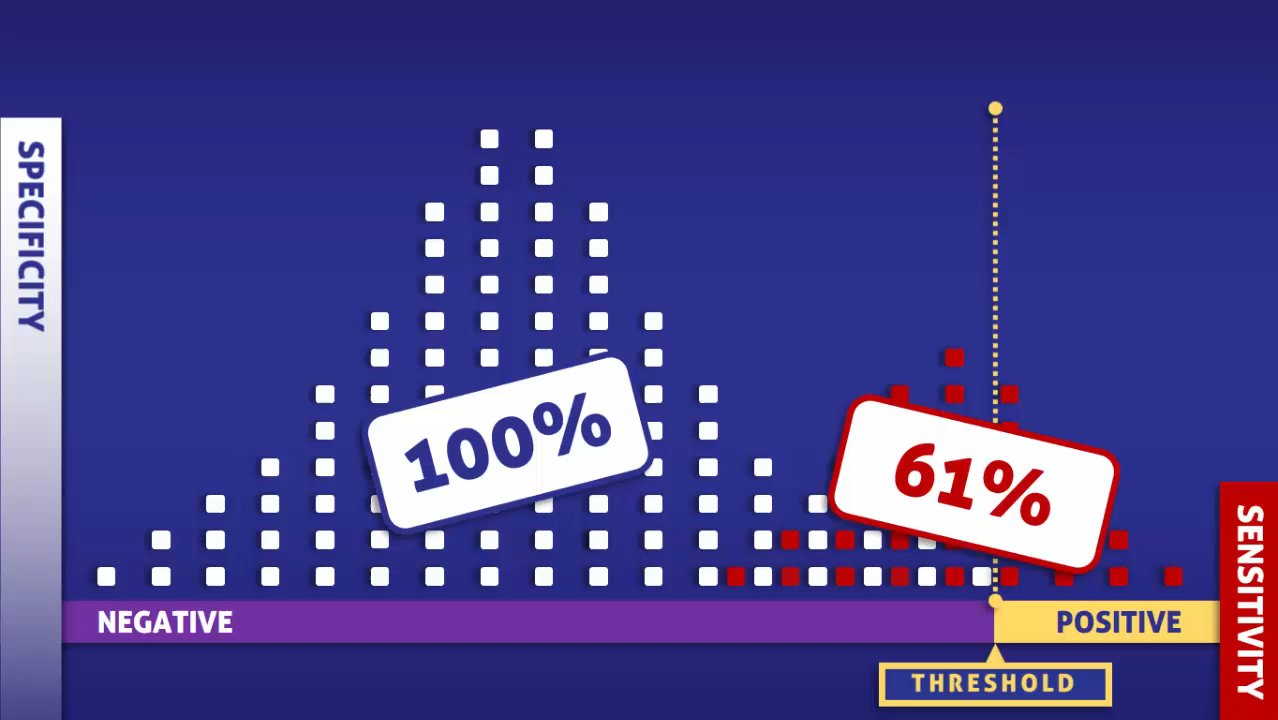 SPECIFICITY
100%
61%
SENSITIVITY
NEGATIVE
POSITIVE
THRESHOLD